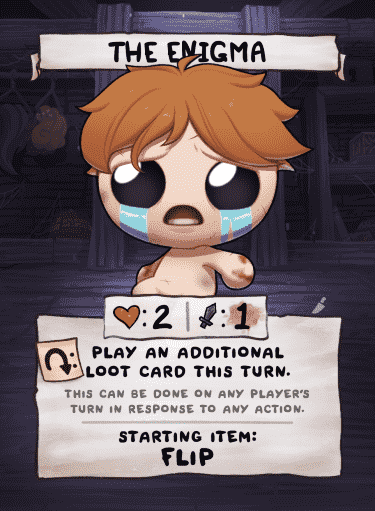 THE ENIGMA
:2 :1
: PLAY AN ADDITIONAL
LOOT CARD THIS TURN.
THIS CAN BE DONE ON ANY PLAYER'S
TURN IN RESPONSE TO ANY ACTION.
STARTING ITEM:
FLIP